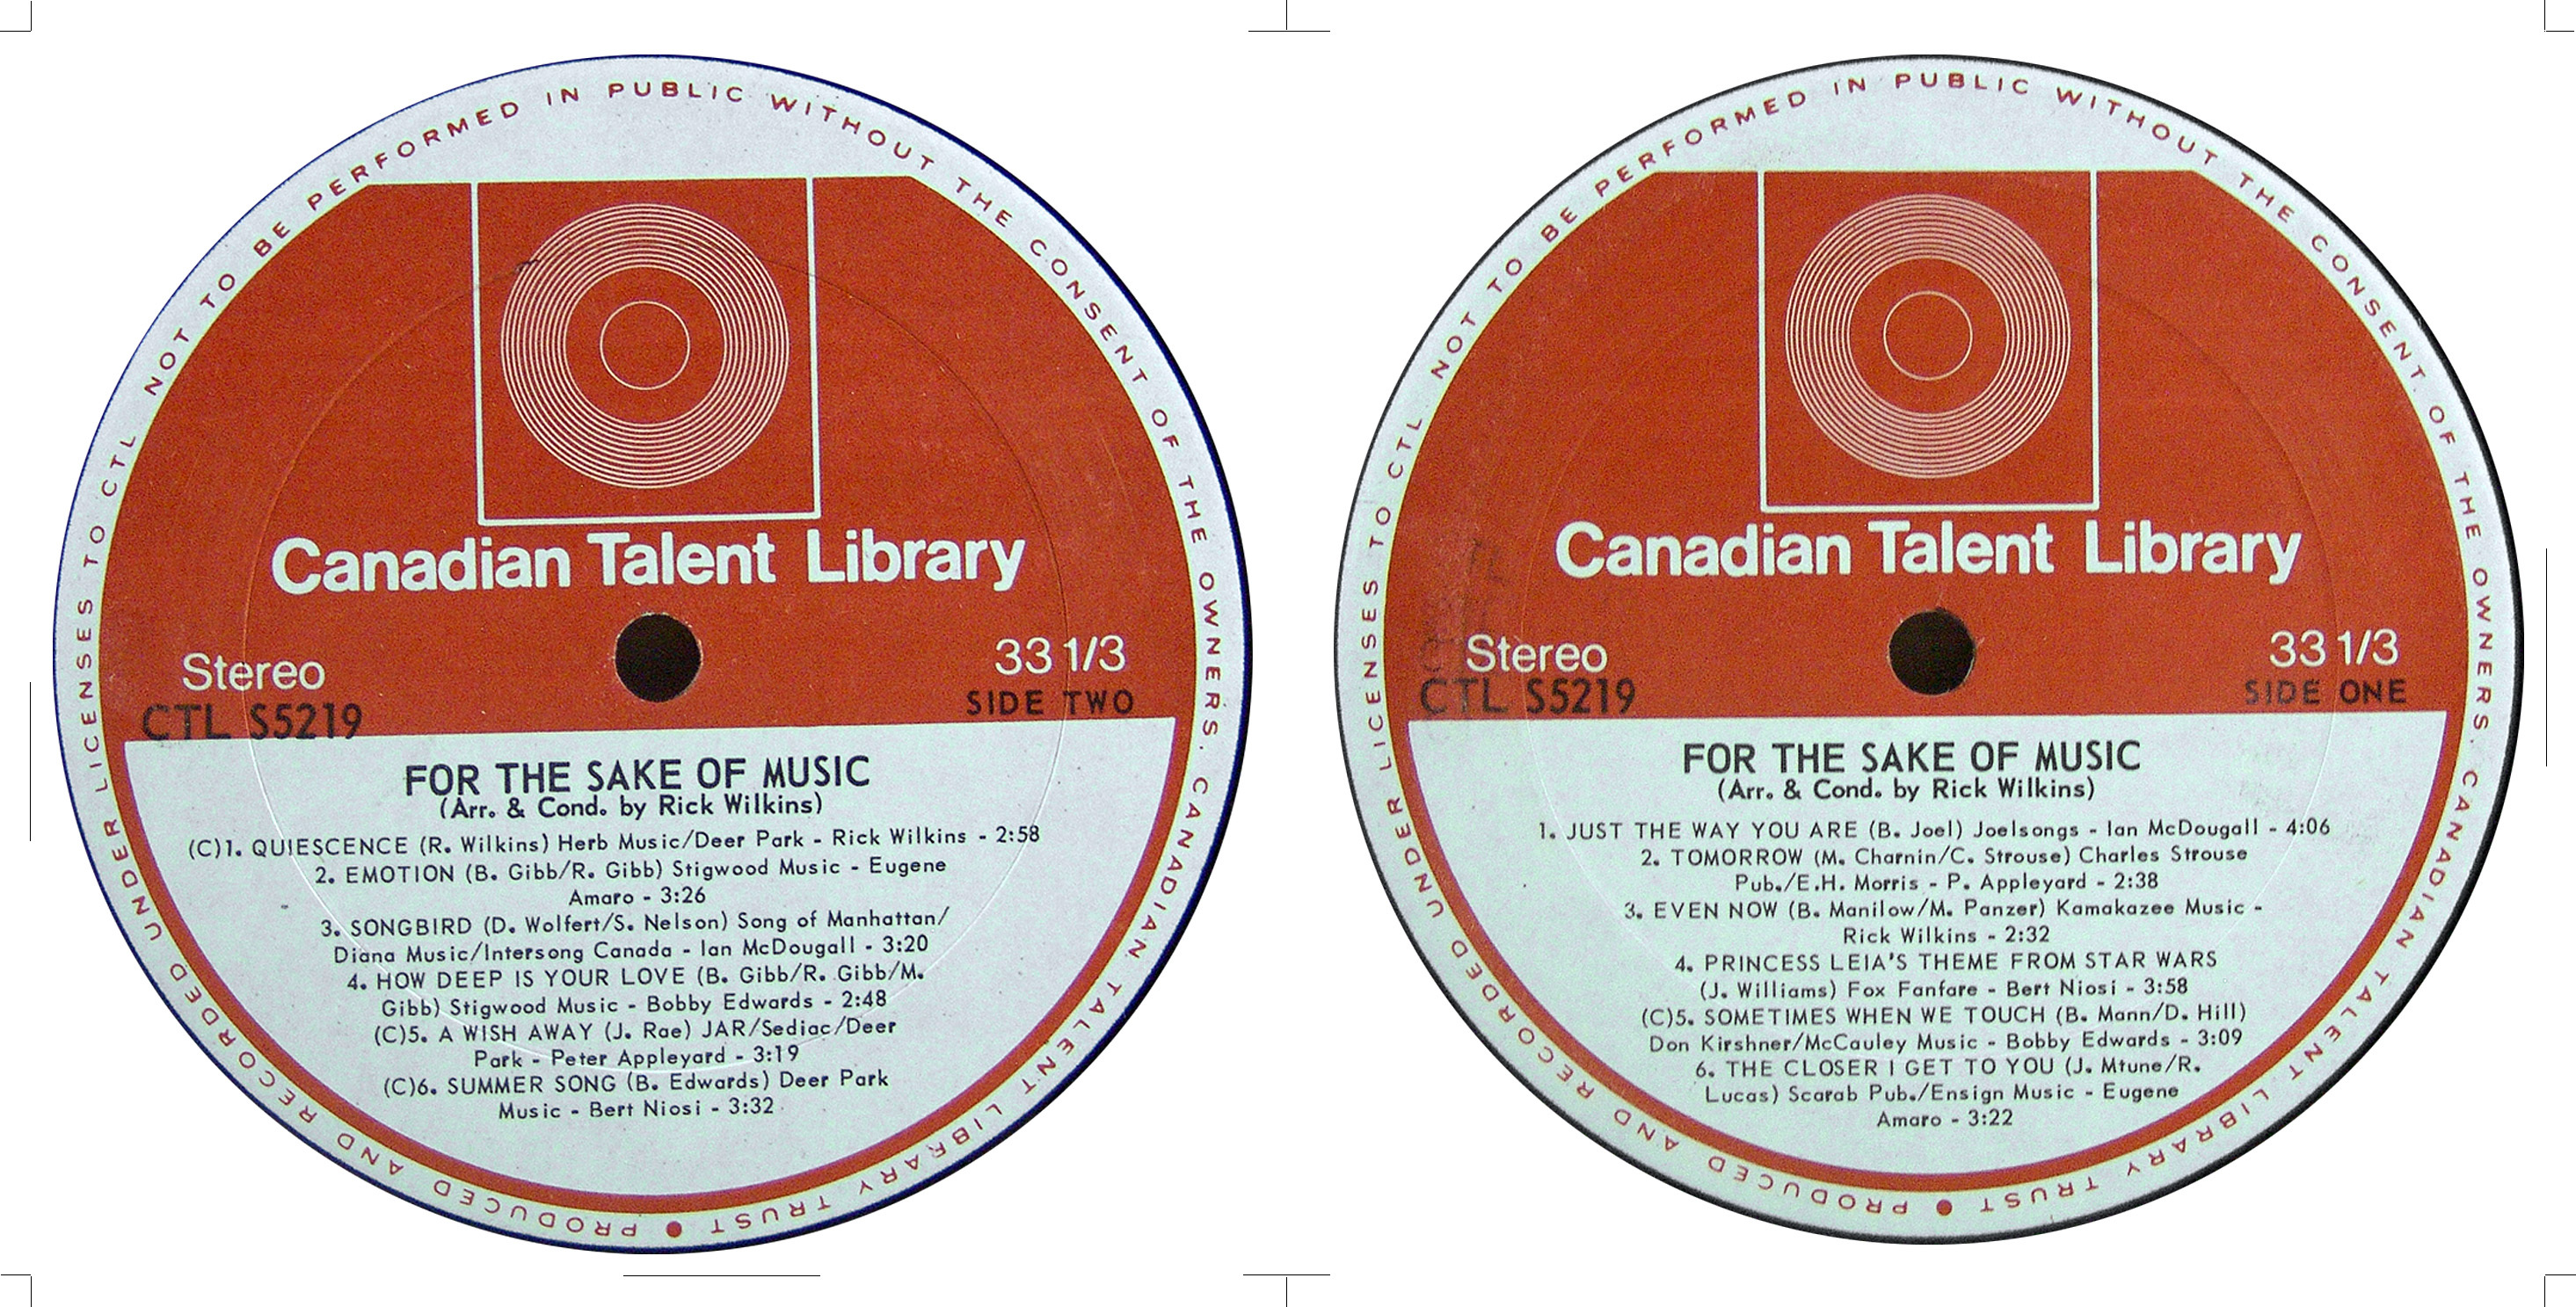 NOT TO BE PERFORMED IN PUBLIC WITHOUT THE CONSENT OF THE OWNERS. CANADIAN TALENT LIBRARY TRUST ● PRODUCED AND RECORDED UNDER LICENSES TO CTL
Canadian Talent Library
Stereo
33 1/3
CTL S5219
SIDE TWO
FOR THE SAKE OF MUSIC
(Arr. & Cond. by Rick Wilkins)
(C)1. QUIESCENCE (R. Wilkins) Herb Music/Deer Park - Rick Wilkins - 2:58
2. EMOTION (B. Gibb/R. Gibb) Stigwood Music - Eugene
Amaro - 3:26
3. SONGBIRD (D. Wolfert/S. Nelson) Song of Manhattan/
Diana Music/Intersong Canada - Ian McDougall - 3:20
4. HOW DEEP IS YOUR LOVE (B. Gibb/R. Gibb/M.
Gibb) Stigwood Music - Bobby Edwards - 2:48
(C)5. A WISH AWAY (J. Rae) JAR/Sediac/Deer
Park - Peter Appleyard - 3:19
(C)6. SUMMER SONG (B. Edwards) Deer Park
Music - Bert Niosi - 3:32
NOT TO BE PERFORMED IN PUBLIC WITHOUT THE CONSENT OF THE OWNERS. CANADIAN TALENT LIBRARY TRUST ● PRODUCED AND RECORDED UNDER LICENSES TO CTL
Canadian Talent Library
Stereo
33 1/3
CTL S5219
SIDE ONE
FOR THE SAKE OF MUSIC
(Arr. & Cond. by Rick Wilkins)
1. JUST THE WAY YOU ARE (B. Joel) Joelsongs - Ian McDougall - 4:06
2. TOMORROW (M. Charnin/C. Strouse) Charles Strouse
Pub./E.H. Morris - P. Appleyard - 2:38
3. EVEN NOW (B. Manilow/M. Panzer) Kamakazee Music -
Rick Wilkins - 2:32
4. PRINCESS LEIA'S THEME FROM STAR WARS
(J. Williams) Fox Fanfare - Bert Niosi - 3:58
(C)5. SOMETIMES WHEN WE TOUCH (B. Mann/D. Hill)
Don Kirshner/McCauley Music - Bobby Edwards - 3:09
6. THE CLOSER I GET TO YOU (J. Mtune/R.
Lucas) Scarab Pub./Ensign Music - Eugene
Amaro - 3:22